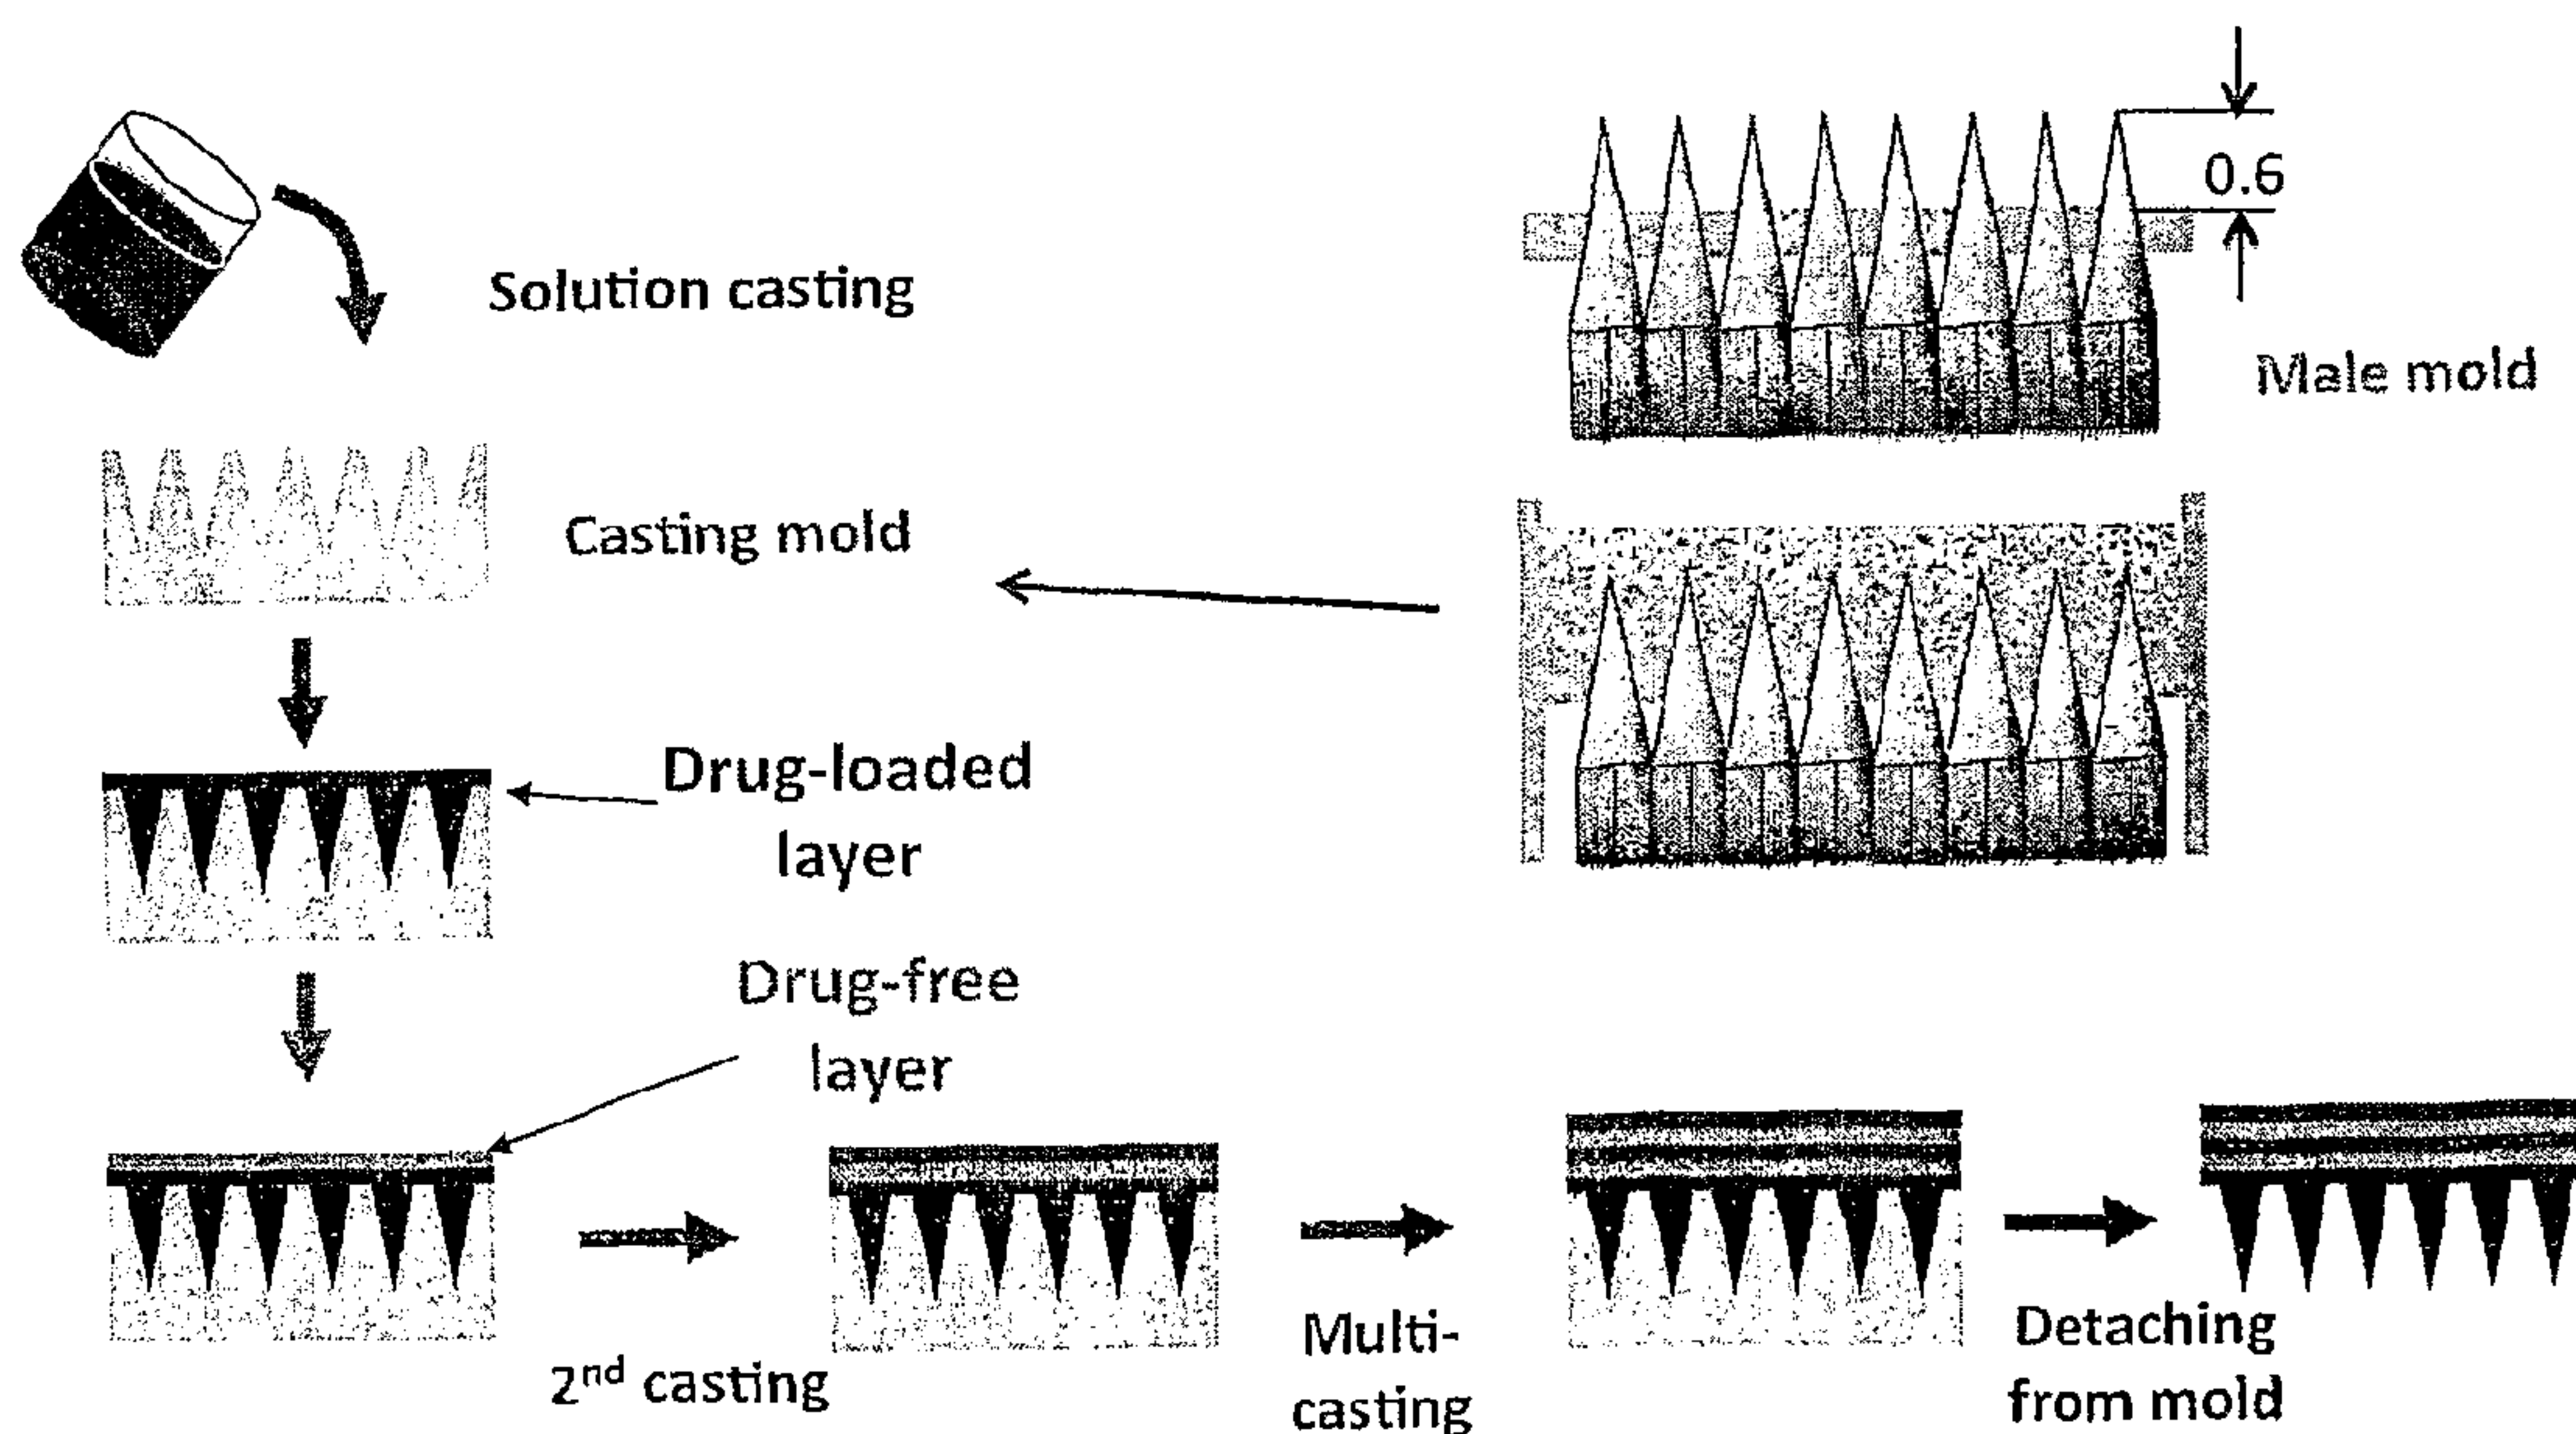 Solution casting
0.6
Male mold
Casting mold
Drug-loaded
layer
Drug-free
layer
2nd casting
Multi-
casting
Detaching
from mold